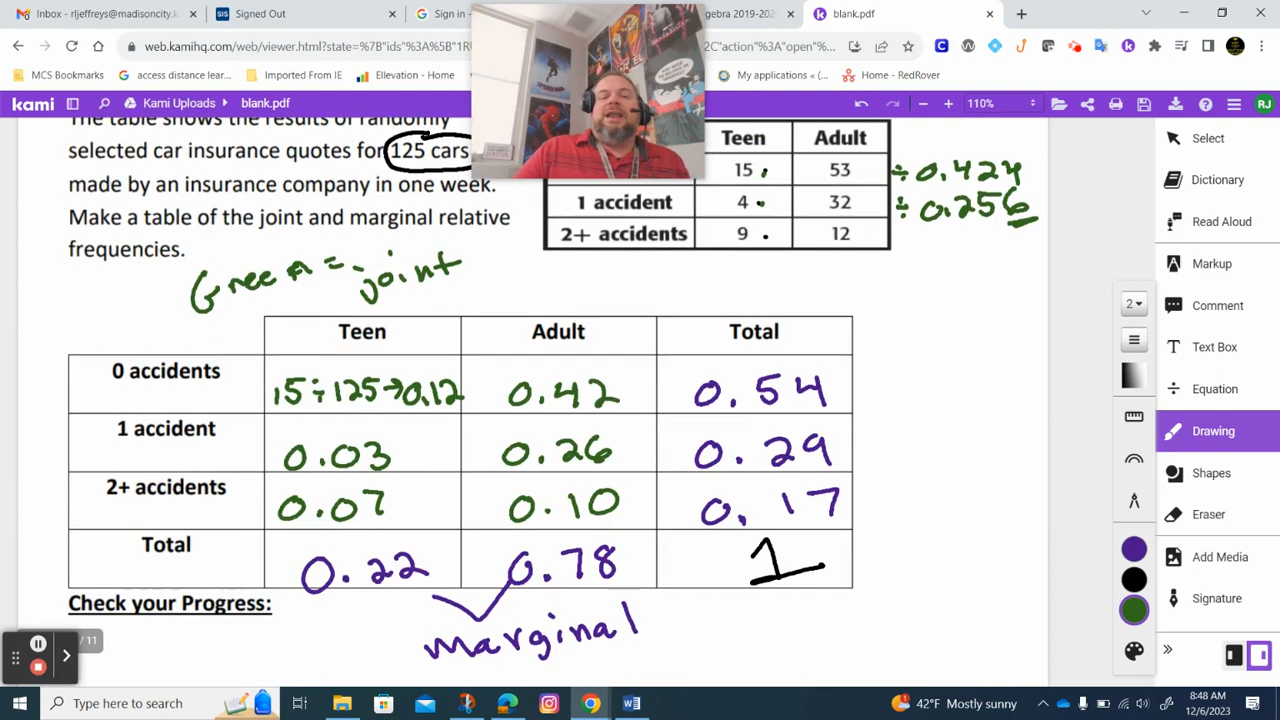 rljeffreys@madisoncity.k
Signed Out
Sign in -
gebra 2019-202
blank.pdf
web.kamihq.com/web/viewer.html?state=%7B"ids"%3A"1R
2C"action"%3A"open"%...
MCS Bookmarks
access distance lear...
Imported From IE
Ellevation - Home
My applications
Home - RedRover
kami
Kami Uploads
blank.pdf
110%
RJ
The table shows the results of randomly
selected car insurance quotes for 125 cars
made by an insurance company in one week.
Make a table of the joint and marginal relative
frequencies.
Teen Adult
15 53 ÷0.424
1 accident 4 32 ÷0.256
2+ accidents 9 12
Green = joint
Teen Adult Total
0 accidents 15÷125→0.12 0.42 0.54
1 accident 0.03 0.26 0.29
2+ accidents 0.07 0.10 0.17
Total 0.22 0.78 1
Check your Progress:
marginal
/ 11
Select
Dictionary
Read Aloud
Markup
Comment
Text Box
Equation
Drawing
Shapes
Eraser
Add Media
Signature
2
Type here to search
42°F Mostly sunny
8:48 AM
12/6/2023